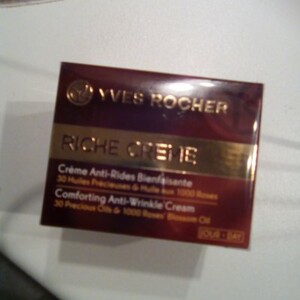 YVES ROCHER
RICHE CREME
Crème Anti-Rides Bienfaisante
30 Huiles Précieuses & Huile aux 1000 Roses
Comforting Anti-Wrinkle Cream
30 Precious Oils & 1000 Roses' Blossom Oil
JOUR - DAY